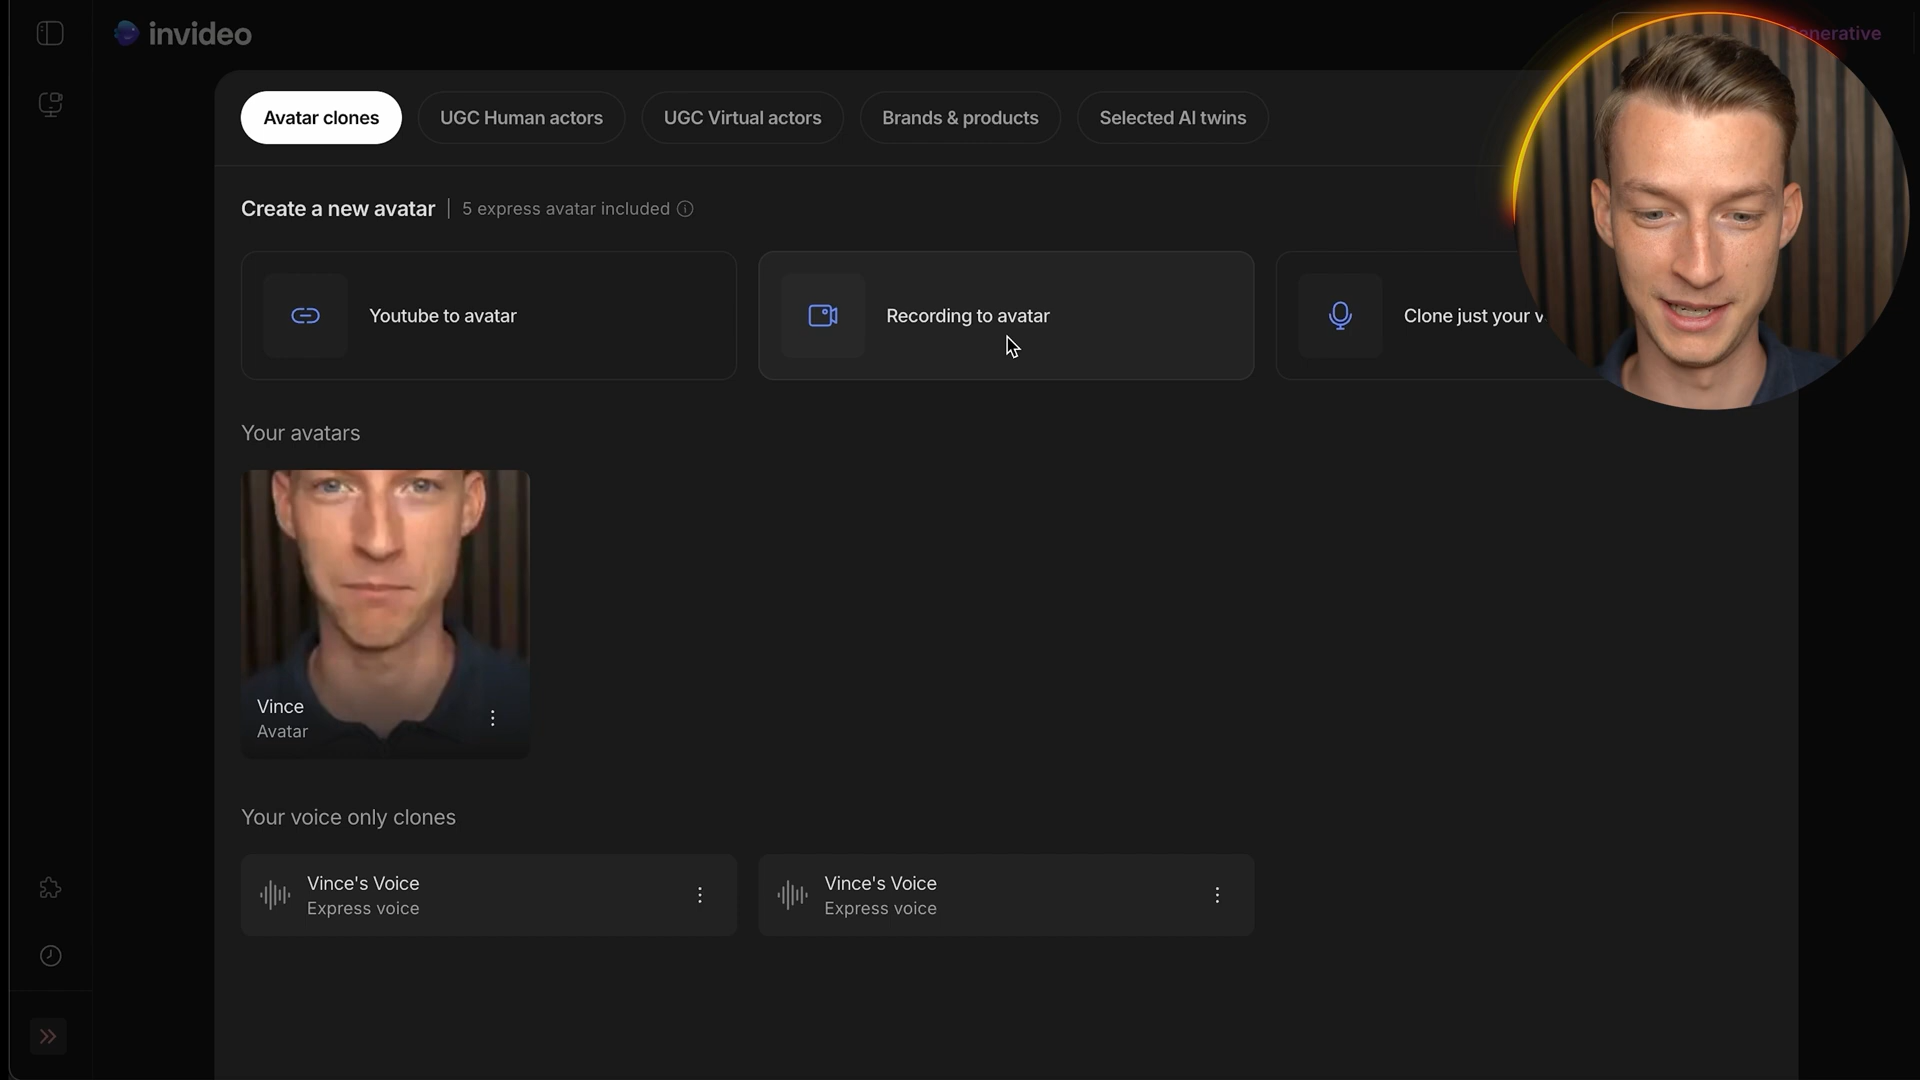 invideo
Avatar clones
UGC Human actors
UGC Virtual actors
Brands & products
Selected AI twins
Create a new avatar
5 express avatar included
Youtube to avatar
Recording to avatar
Clone just your
Your avatars
Vince
Avatar
Your voice only clones
Vince's Voice
Express voice
Vince's Voice
Express voice